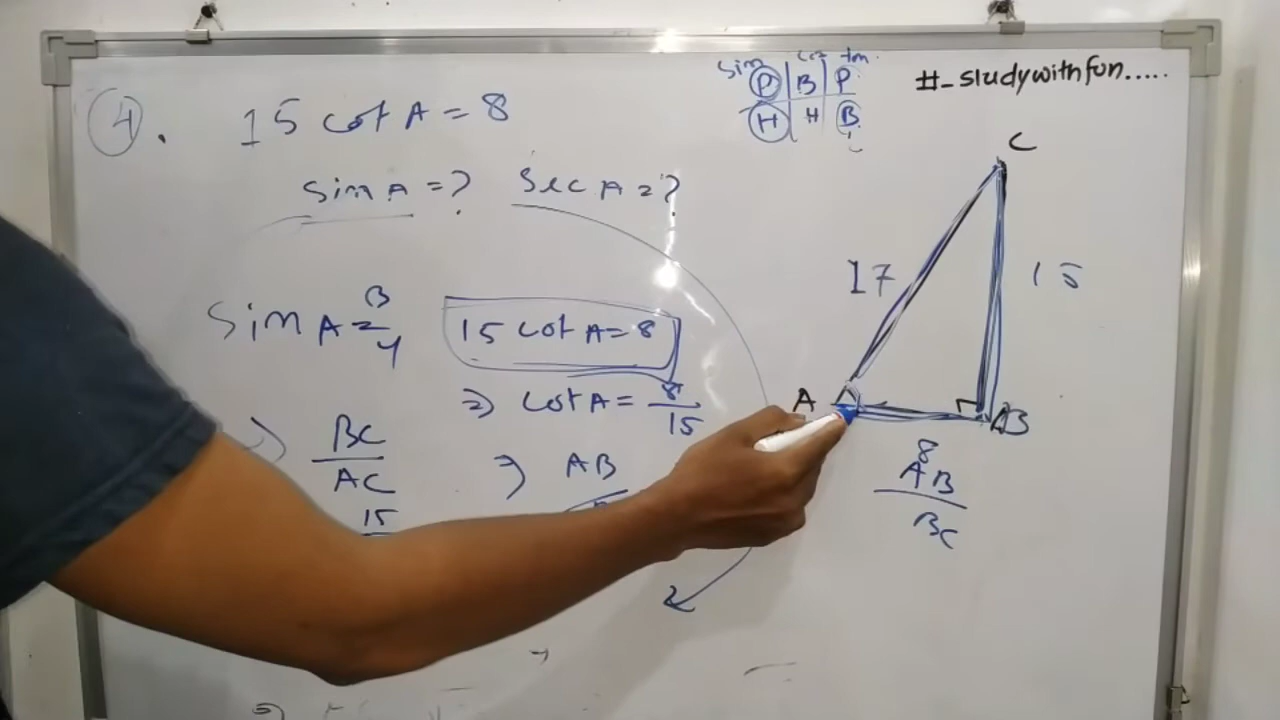 #-studywithfun.....
sin cos tan
P B P
H H B
4. 15 cot A = 8
sin A = ? Sec A = ?
C
17 15
A B
8
AB
BC
Sin A =
15 cot A = 8
⇒ cot A = 8/15
BC
AC
15
⇒ AB